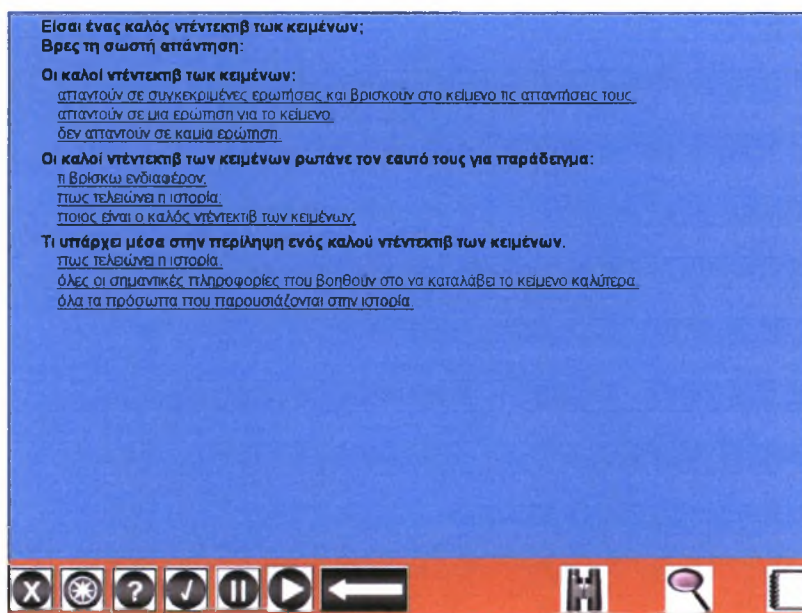 Είσαι ένας καλός ντέντεκτιβ τωκ κειμένων;
Βρες τη σωστή απάντηση:
Οι καλοί ντέντεκτιβ τωκ κειμένων:
απαντούν σε συγκεκριμένες ερωτήσεις και βρισκούν στο κείμενο τις απαντήσεις τους.
απαντούν σε μια ερώτηση για το κείμενο.
δεν απαντούν σε καμία ερώτηση.
Οι καλοί ντέντεκτιβ των κειμένων ρωτάνε τον εαυτό τους για παράδειγμα:
τι βρίσκω ενδιαφέρον;
πως τελειώνει η ιστορία;
ποιος είναι ο καλός ντέντεκτιβ των κειμένων;
Τι υπάρχει μέσα στην περίληψη ενός καλού ντέντεκτιβ των κειμένων.
πως τελειώνει η ιστορία.
όλες οι σημαντικές πληροφορίες που βοηθούν στο να καταλάβει το κείμενο καλύτερα.
όλα τα πρόσωπα που παρουσιάζονται στην ιστορία.